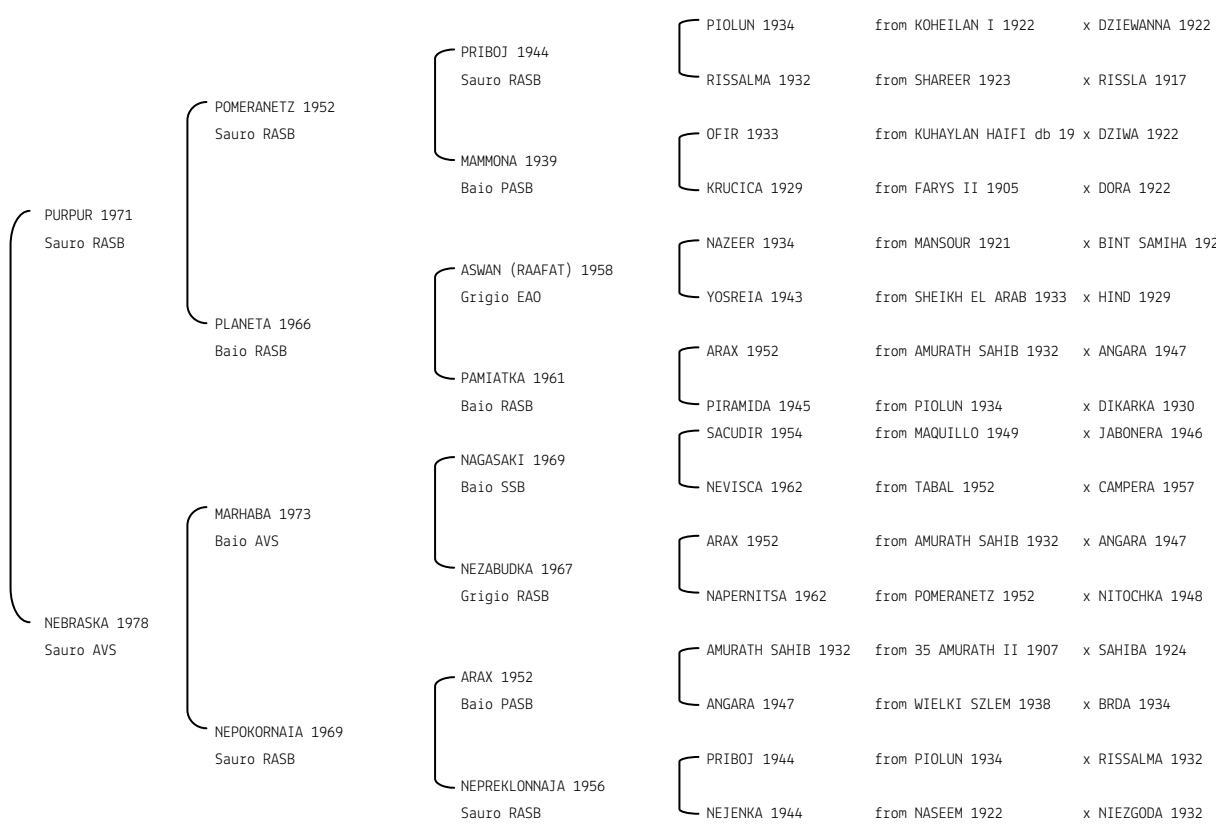 PIOLUN 1934 from KOHEILAN I 1922 x DZIEWANNA 1922
PRIBOJ 1944
Sauro RASB RISSALMA 1932 from SHAREER 1923 x RISSLA 1917
POMERANETZ 1952
Sauro RASB OFIR 1933 from KUHAYLAN HAIFI db 19 x DZIWA 1922
MAMMONA 1939
Baio PASB KRUCICA 1929 from FARYS II 1905 x DORA 1922
PURPUR 1971
Sauro RASB NAZEER 1934 from MANSOUR 1921 x BINT SAMIHA 192
ASWAN (RAAFAT) 1958
Grigio EAO YOSREIA 1943 from SHEIKH EL ARAB 1933 x HIND 1929
PLANETA 1966
Baio RASB ARAX 1952 from AMURATH SAHIB 1932 x ANGARA 1947
PAMIATKA 1961
Baio RASB PIRAMIDA 1945 from PIOLUN 1934 x DIKARKA 1930
SACUDIR 1954 from MAQUILLO 1949 x JABONERA 1946
NAGASAKI 1969
Baio SSB NEVISCA 1962 from TABAL 1952 x CAMPERA 1957
MARHABA 1973
Baio AVS ARAX 1952 from AMURATH SAHIB 1932 x ANGARA 1947
NEZABUDKA 1967
Grigio RASB NAPERNITSA 1962 from POMERANETZ 1952 x NITOCHKA 1948
NEBRASKA 1978
Sauro AVS AMURATH SAHIB 1932 from 35 AMURATH II 1907 x SAHIBA 1924
ARAX 1952
Baio PASB ANGARA 1947 from WIELKI SZLEM 1938 x BRDA 1934
NEPOKORNAIA 1969
Sauro RASB PRIBOJ 1944 from PIOLUN 1934 x RISSALMA 1932
NEPREKLONNAJA 1956
Sauro RASB NEJENKA 1944 from NASEEM 1922 x NIEZGODA 1932